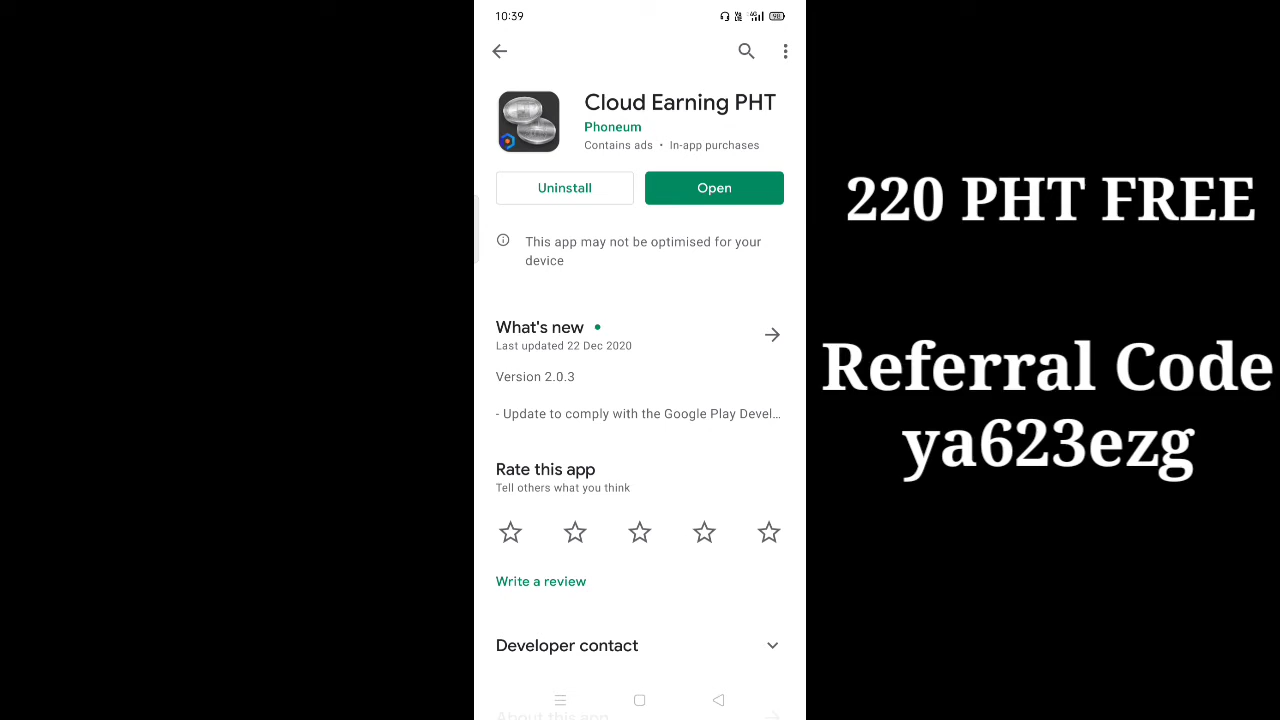 10:39
Cloud Earning PHT
Phoneum
Contains ads • In-app purchases
Uninstall
Open
This app may not be optimised for your
device
What's new
Last updated 22 Dec 2020
Version 2.0.3
- Update to comply with the Google Play Devel...
Rate this app
Tell others what you think
Write a review
Developer contact
About this app
220 PHT FREE
Referral Code
ya623ezg